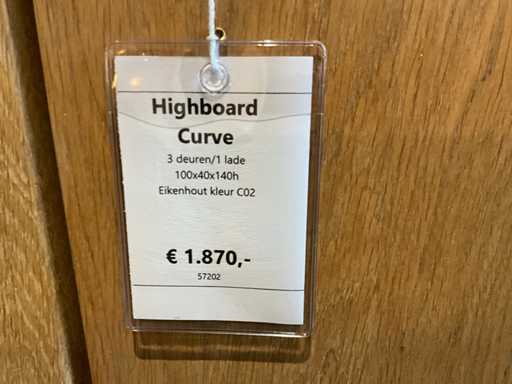 Highboard
Curve
3 deuren/1 lade
100x40x140h
Eikenhout kleur C02
€ 1.870,-
57202